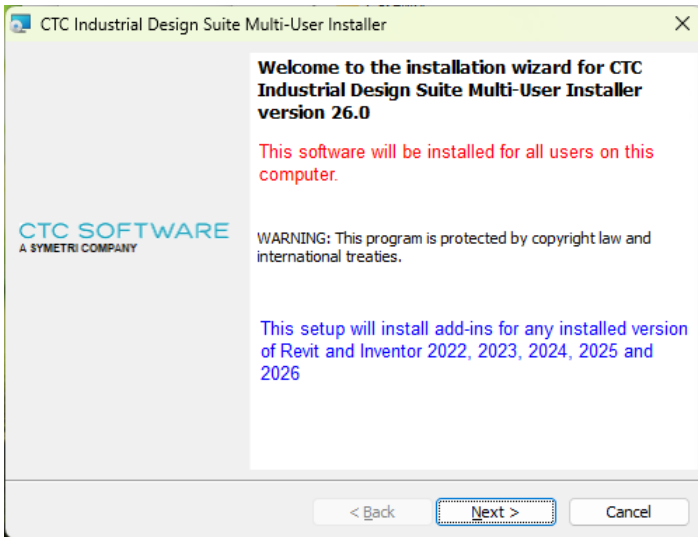 CTC Industrial Design Suite Multi-User Installer
Welcome to the installation wizard for CTC
Industrial Design Suite Multi-User Installer
version 26.0
This software will be installed for all users on this
computer.
CTC SOFTWARE
A SYMETRI COMPANY
WARNING: This program is protected by copyright law and
international treaties.
This setup will install add-ins for any installed version
of Revit and Inventor 2022, 2023, 2024, 2025 and
2026
< Back
Next >
Cancel